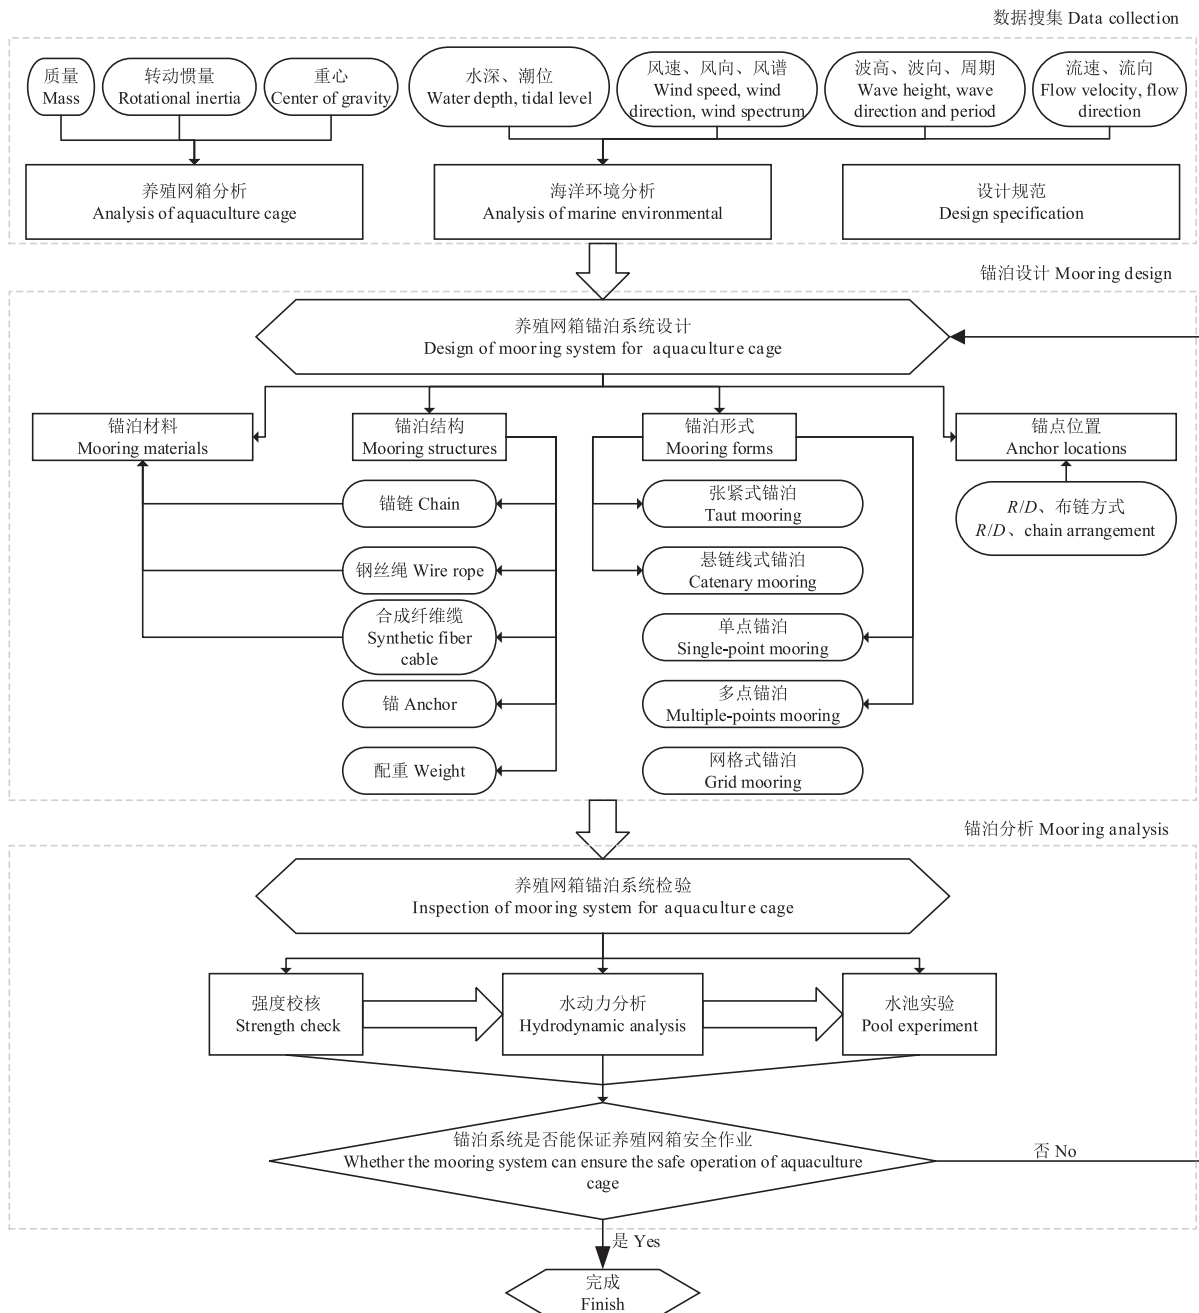 数据搜集 Data collection
质量
Mass
转动惯量
Rotational inertia
重心
Center of gravity
水深、潮位
Water depth, tidal level
风速、风向、风谱
Wind speed, wind
direction, wind spectrum
波高、波向、周期
Wave height, wave
direction and period
流速、流向
Flow velocity, flow
direction
养殖网箱分析
Analysis of aquaculture cage
海洋环境分析
Analysis of marine environmental
设计规范
Design specification
锚泊设计 Mooring design
养殖网箱锚泊系统设计
Design of mooring system for aquaculture cage
锚泊材料
Mooring materials
锚泊结构
Mooring structures
锚泊形式
Mooring forms
锚点位置
Anchor locations
锚链 Chain
张紧式锚泊
Taut mooring
R/D、布链方式
R/D、chain arrangement
钢丝绳 Wire rope
悬链线式锚泊
Catenary mooring
合成纤维缆
Synthetic fiber
cable
单点锚泊
Single-point mooring
锚 Anchor
多点锚泊
Multiple-points mooring
配重 Weight
网格式锚泊
Grid mooring
锚泊分析 Mooring analysis
养殖网箱锚泊系统检验
Inspection of mooring system for aquaculture cage
强度校核
Strength check
水动力分析
Hydrodynamic analysis
水池实验
Pool experiment
锚泊系统是否能保证养殖网箱安全作业
Whether the mooring system can ensure the safe operation of aquaculture
cage
否 No
是 Yes
完成
Finish